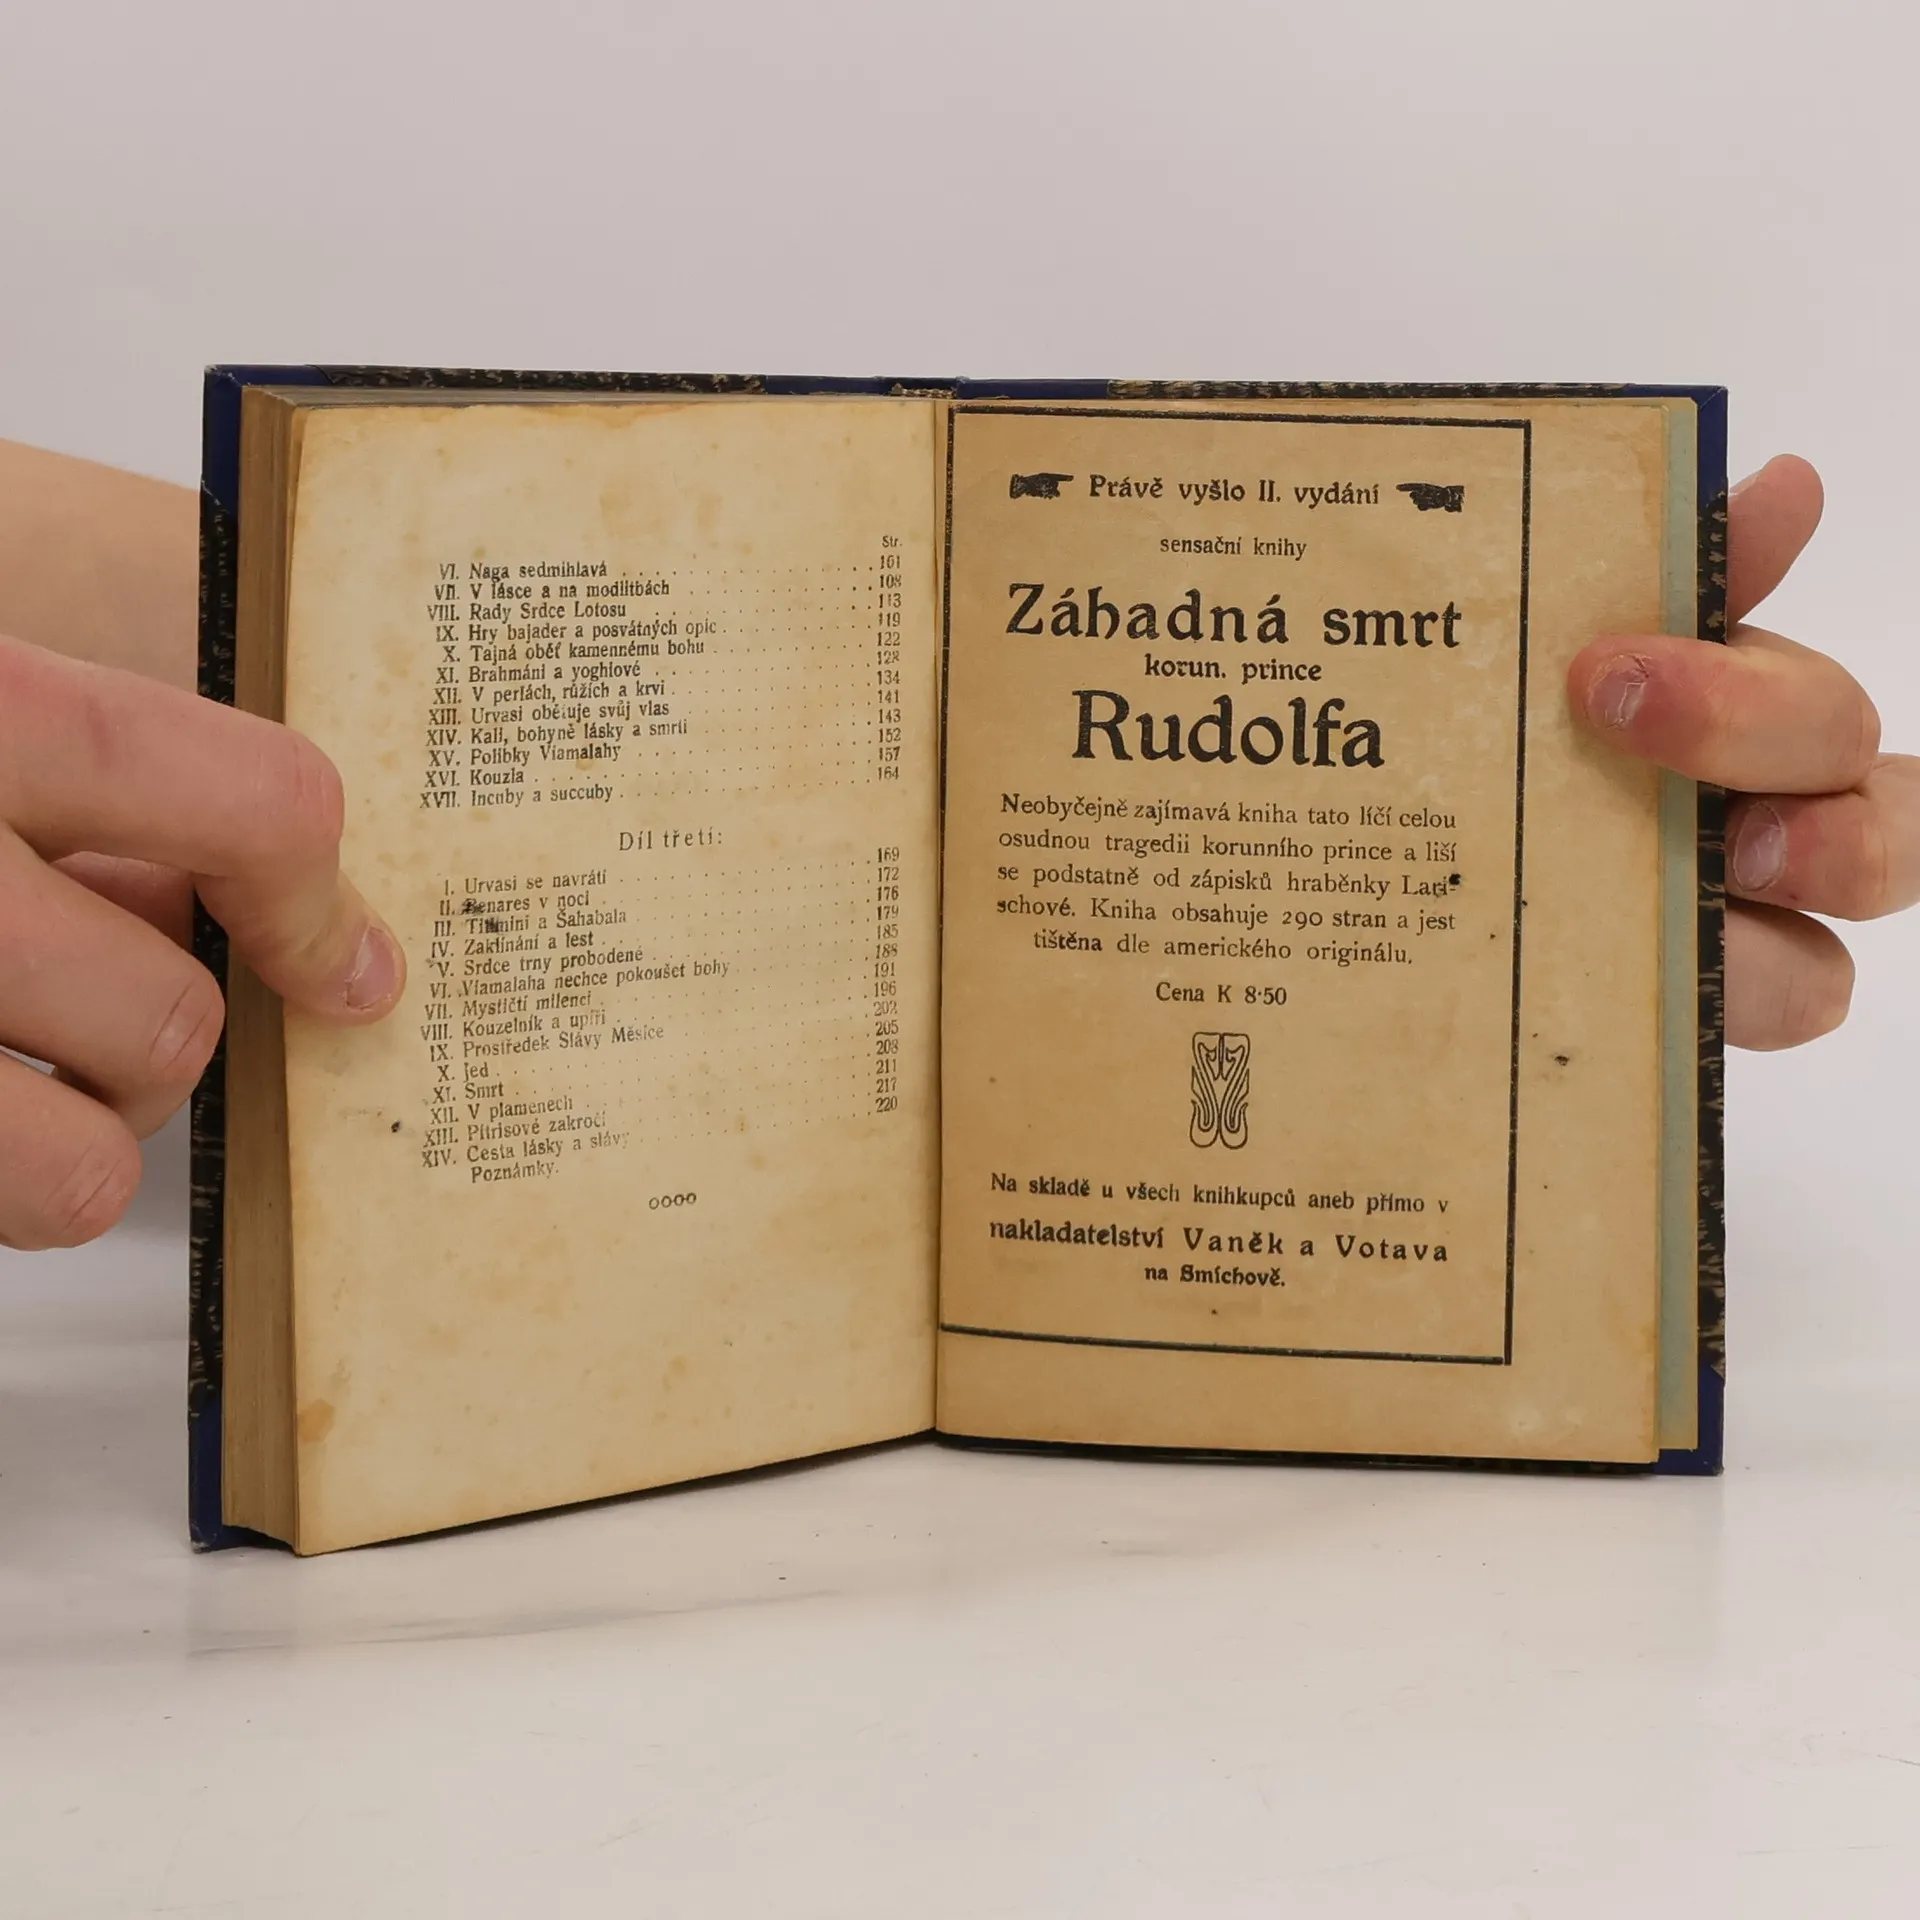 Str.
VI. Naga sedmihlavá 101
VII. V lásce a na modlitbách 108
VIII. Rady Srdce Lotosu 113
IX. Hry bajader a posvátných opic 119
X. Tajná oběť kamennému bohu 122
XI. Brahmáni a yoghiové 128
XII. V perlách, růžích a krvi 134
XIII. Urvasi obětuje svůj vlas 141
XIV. Kali, bohyně lásky a smrti 143
XV. Polibky Viamalahy 152
XVI. Kouzla 157
XVII. Incuby a succuby 164
Díl třetí:
I. Urvasi se navrátí 169
II. Benares v noci 172
III. a Šahabala 176
IV. Zaklínání a lest 179
V. Srdce trny probodené 185
VI. Viamalaha nechce pokoušet bohy 188
VII. Mystičtí milenci 191
VIII. Kouzelník a upíři 196
IX. Prostředek Slávy Měsíce 202
X. Jed 205
XI. Smrt 208
XII. V plamenech 211
XIII. Pitrisové zakročí 217
XIV. Cesta lásky a slávy 220
Poznámky.
Právě vyšlo II. vydání
sensační knihy
Záhadná smrt
korun. prince
Rudolfa
Neobyčejně zajímavá kniha tato líčí celou
osudnou tragedii korunního prince a liší
se podstatně od zápisků hraběnky Lari-
schové. Kniha obsahuje 290 stran a jest
tištěna dle amerického originálu.
Cena K 8·50
Na skladě u všech knihkupců aneb přímo v
nakladatelství Vaněk a Votava
na Smíchově.